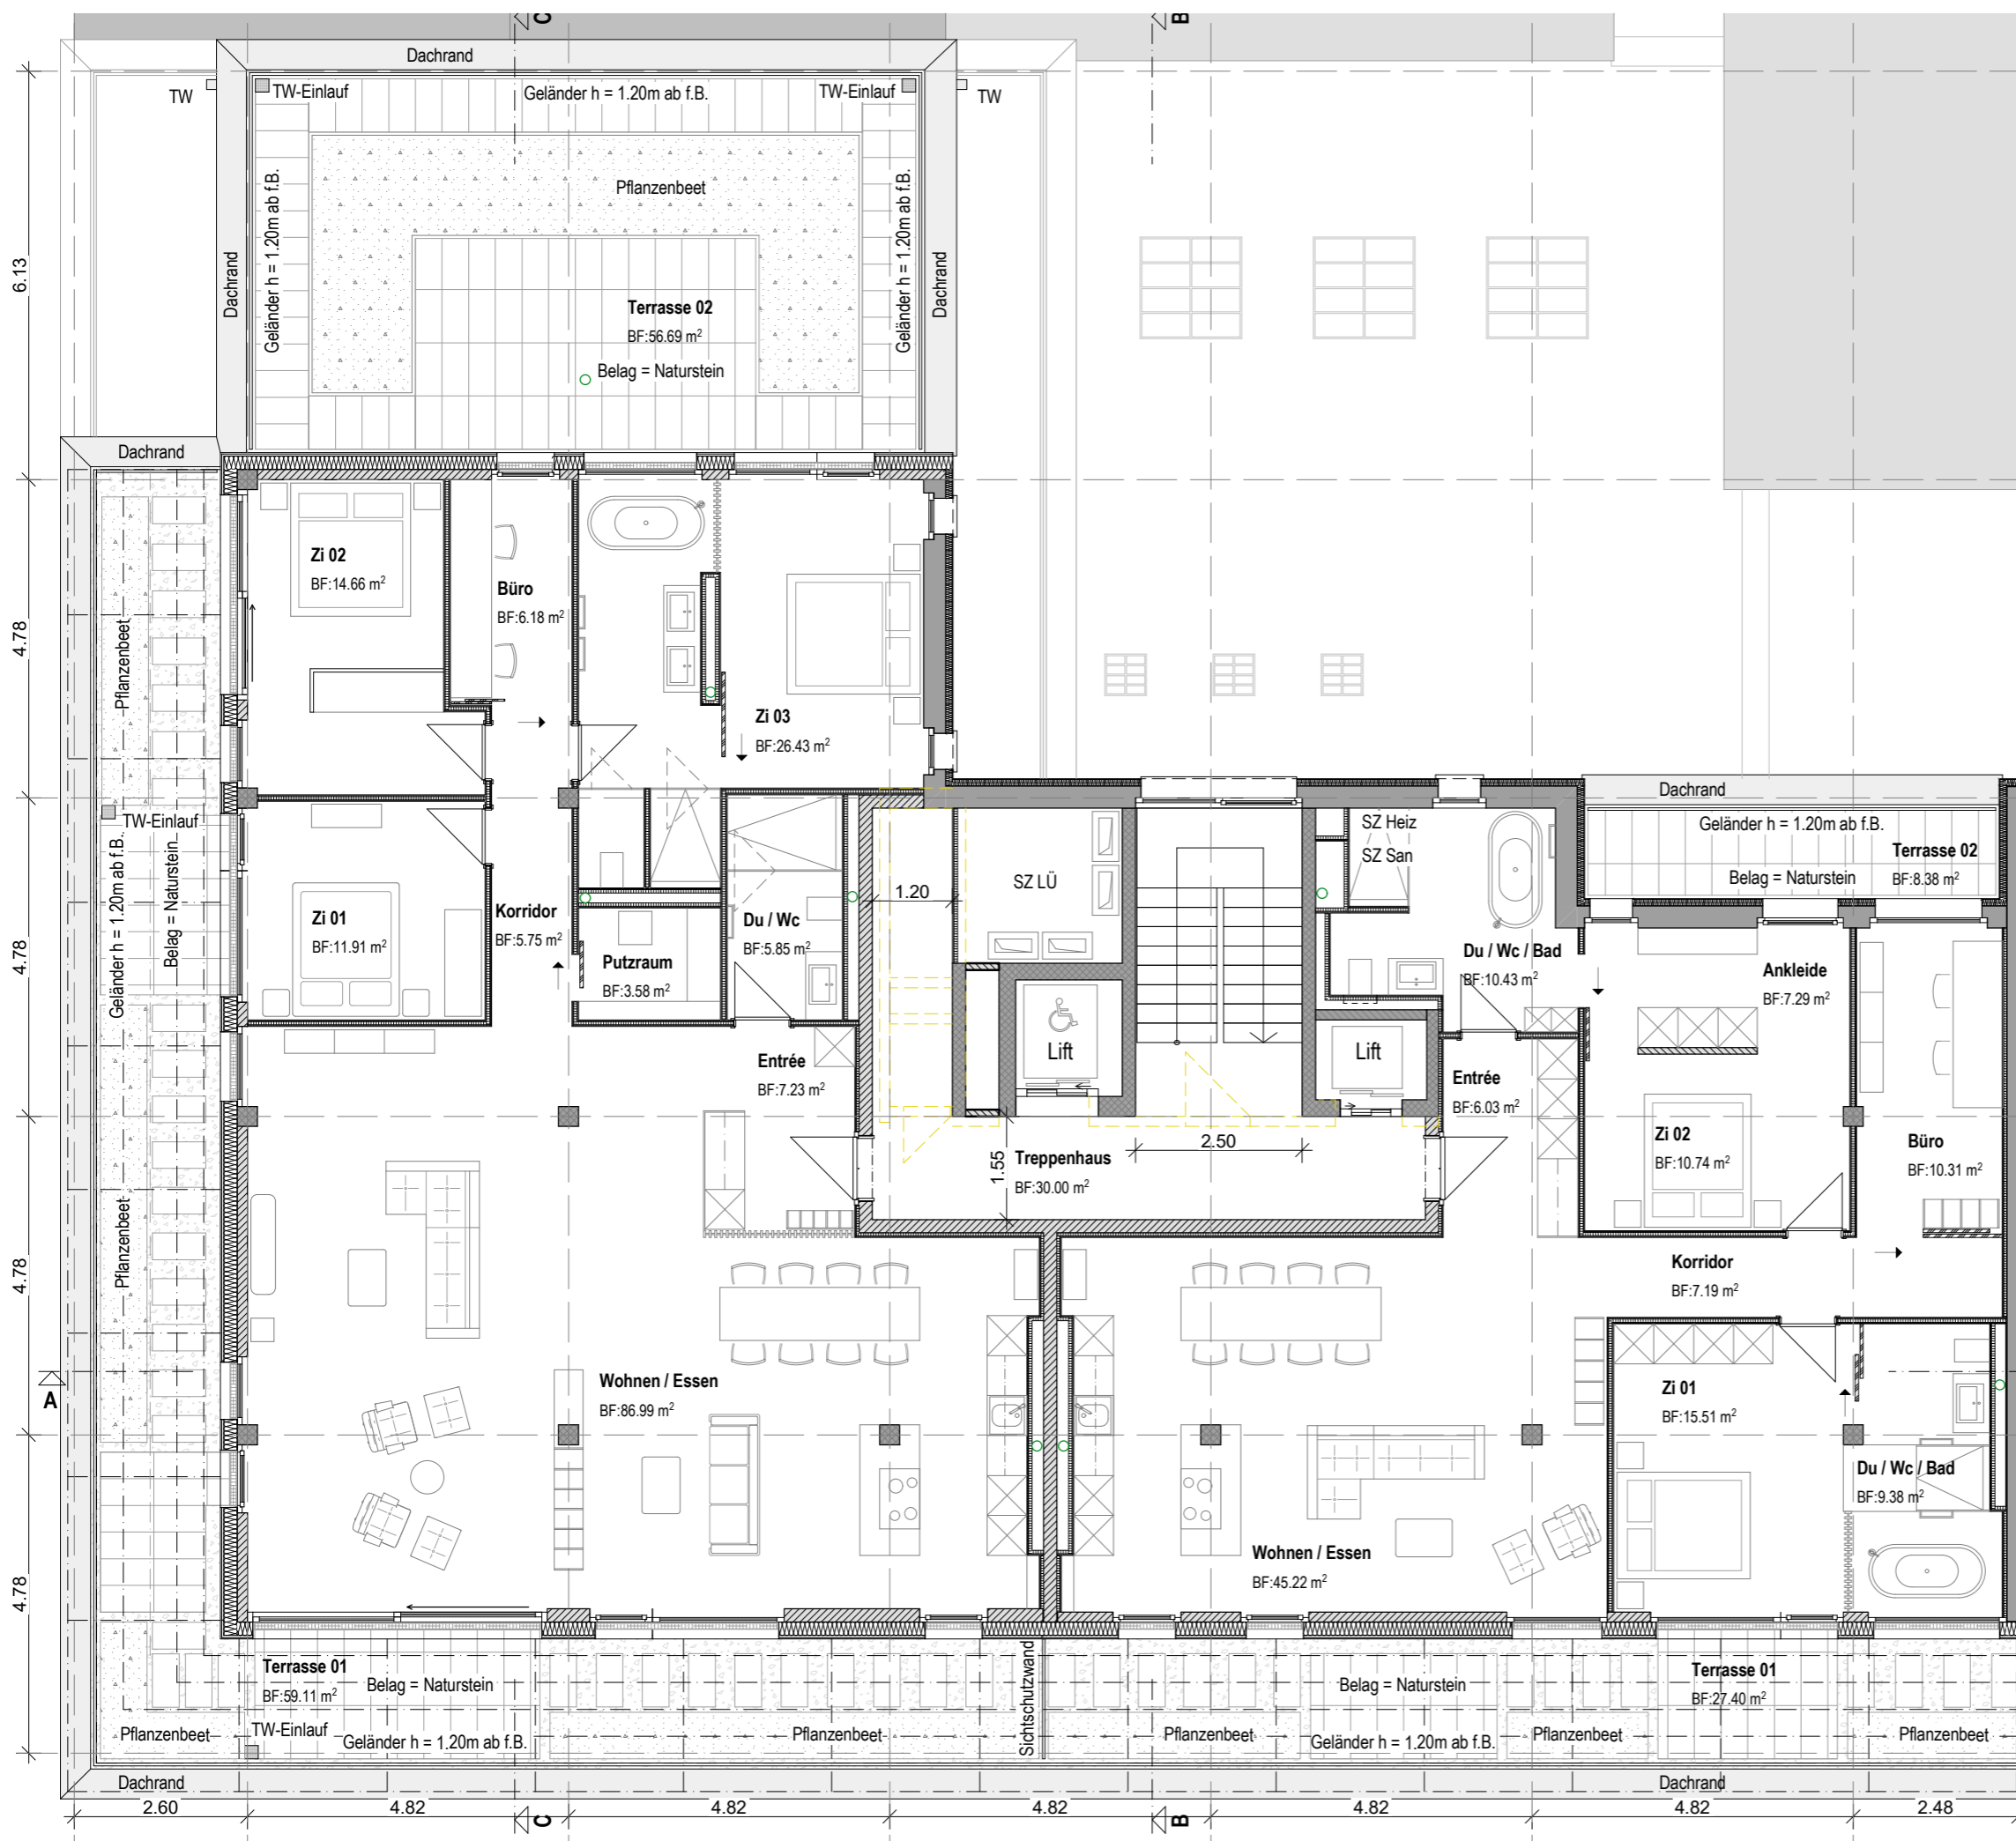 C
B
Dachrand
TW
TW-Einlauf
Geländer h = 1.20m ab f.B.
TW-Einlauf
TW
Pflanzenbeet
Geländer h = 1.20m ab f.B.
Geländer h = 1.20m ab f.B.
Dachrand
Dachrand
6.13
Terrasse 02
BF:56.69 m²
Belag = Naturstein
Dachrand
Zi 02
BF:14.66 m²
Büro
BF:6.18 m²
4.78
Pflanzenbeet
Zi 03
BF:26.43 m²
Dachrand
TW-Einlauf
Geländer h = 1.20m ab f.B.
Belag = Naturstein
SZ Heiz
SZ San
Geländer h = 1.20m ab f.B.
Terrasse 02
BF:8.38 m²
Belag = Naturstein
SZ LÜ
1.20
Zi 01
BF:11.91 m²
Korridor
BF:5.75 m²
Du / Wc
BF:5.85 m²
Putzraum
BF:3.58 m²
4.78
Du / Wc / Bad
BF:10.43 m²
Ankleide
BF:7.29 m²
Lift
Lift
Entrée
BF:7.23 m²
Entrée
BF:6.03 m²
Zi 02
BF:10.74 m²
Büro
BF:10.31 m²
2.50
1.55
Treppenhaus
BF:30.00 m²
Pflanzenbeet
4.78
Korridor
BF:7.19 m²
A
Wohnen / Essen
BF:86.99 m²
Zi 01
BF:15.51 m²
Du / Wc / Bad
BF:9.38 m²
Wohnen / Essen
BF:45.22 m²
4.78
Terrasse 01
BF:59.11 m²
Belag = Naturstein
Sichtschutzwand
Belag = Naturstein
Terrasse 01
BF:27.40 m²
Pflanzenbeet
TW-Einlauf
Geländer h = 1.20m ab f.B.
Pflanzenbeet
Pflanzenbeet
Geländer h = 1.20m ab f.B.
Pflanzenbeet
Pflanzenbeet
Dachrand
Dachrand
2.60
4.82
4.82
4.82
4.82
4.82
2.48
C
B